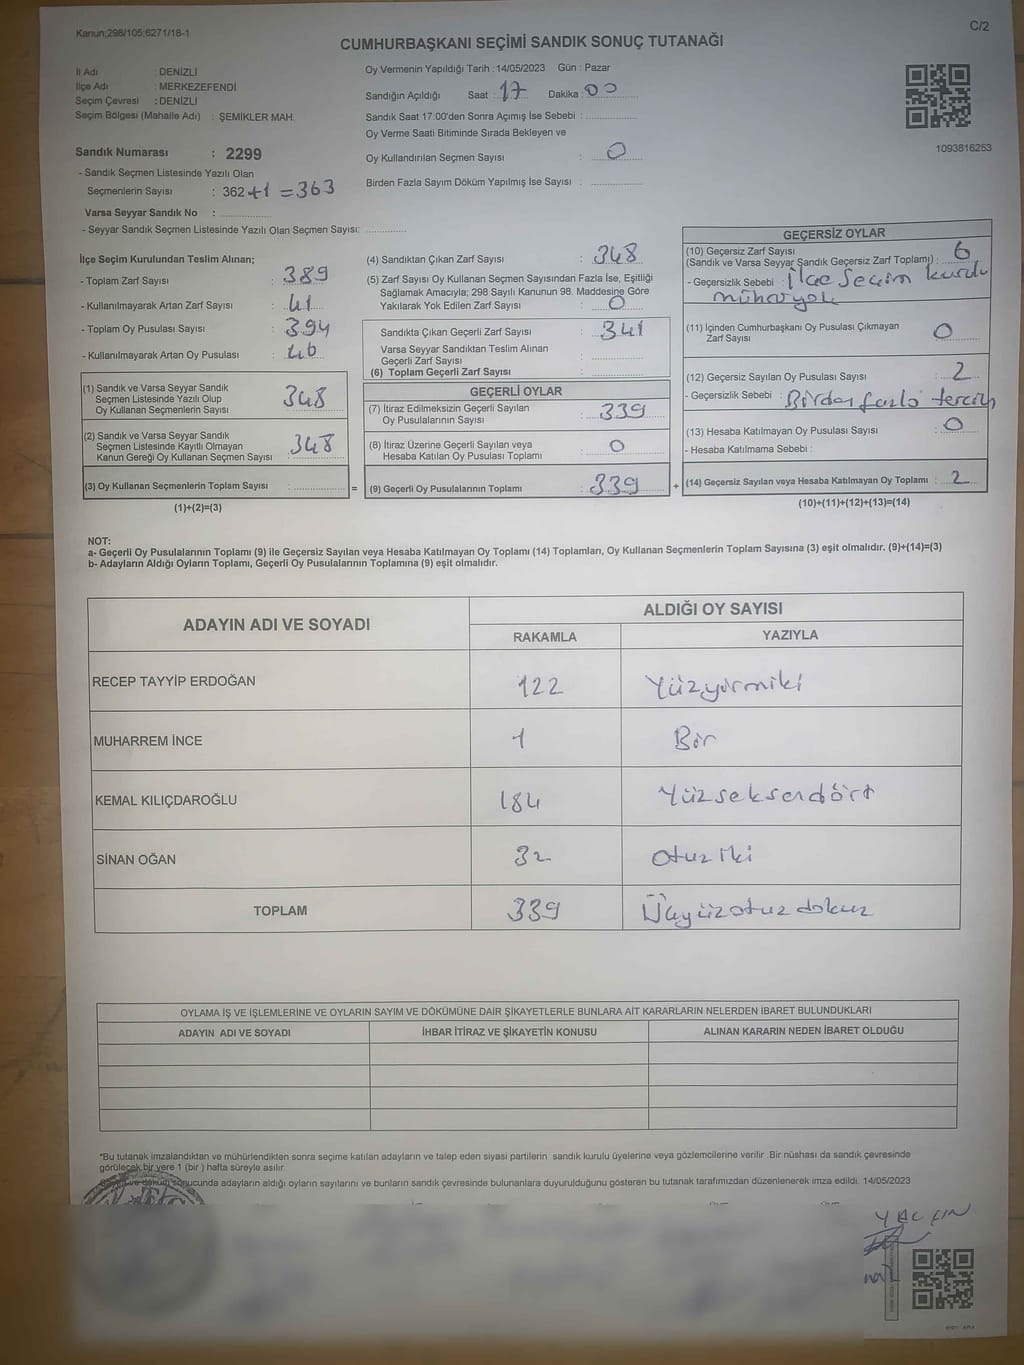 Kanun;298/105;6271/18-1
C/2
CUMHURBAŞKANI SEÇİMİ SANDIK SONUÇ TUTANAĞI
İl Adı : DENİZLİ
İlçe Adı : MERKEZEFENDİ
Seçim Çevresi : DENİZLİ
Seçim Bölgesi (Mahalle Adı) : ŞEMİKLER MAH.
Sandık Numarası : 2299
- Sandık Seçmen Listesinde Yazılı Olan
Seçmenlerin Sayısı : 362 +1 = 363
Varsa Seyyar Sandık No :
- Seyyar Sandık Seçmen Listesinde Yazılı Olan Seçmen Sayısı:
Oy Vermenin Yapıldığı Tarih :14/05/2023 Gün : Pazar
Sandığın Açıldığı Saat : 17 Dakika : 00
Sandık Saat 17:00'den Sonra Açımış İse Sebebi :
Oy Verme Saati Bitiminde Sırada Bekleyen ve
Oy Kullandırılan Seçmen Sayısı : 0
Birden Fazla Sayım Döküm Yapılmış İse Sayısı :
1093816253
İlçe Seçim Kurulundan Teslim Alınan;
- Toplam Zarf Sayısı : 389
- Kullanılmayarak Artan Zarf Sayısı : 41
- Toplam Oy Pusulası Sayısı : 394
- Kullanılmayarak Artan Oy Pusulası : 46
(1) Sandık ve Varsa Seyyar Sandık
Seçmen Listesinde Yazılı Olup
Oy Kullanan Seçmenlerin Sayısı : 348
(2) Sandık ve Varsa Seyyar Sandık
Seçmen Listesinde Kayıtlı Olmayan
Kanun Gereği Oy Kullanan Seçmen Sayısı : 348
(3) Oy Kullanan Seçmenlerin Toplam Sayısı :
(1)+(2)=(3)
=
(4) Sandıktan Çıkan Zarf Sayısı : 348
(5) Zarf Sayısı Oy Kullanan Seçmen Sayısından Fazla İse, Eşitliği
Sağlamak Amacıyla; 298 Sayılı Kanunun 98. Maddesine Göre
Yakılarak Yok Edilen Zarf Sayısı : 0
Sandıkta Çıkan Geçerli Zarf Sayısı : 341
Varsa Seyyar Sandıktan Teslim Alınan
Geçerli Zarf Sayısı :
(6) Toplam Geçerli Zarf Sayısı :
GEÇERLİ OYLAR
(7) İtiraz Edilmeksizin Geçerli Sayılan
Oy Pusulalarının Sayısı : 339
(8) İtiraz Üzerine Geçerli Sayılan veya
Hesaba Katılan Oy Pusulası Toplamı : 0
(9) Geçerli Oy Pusulalarının Toplamı : 339
+
GEÇERSİZ OYLAR
(10) Geçersiz Zarf Sayısı
(Sandık ve Varsa Seyyar Sandık Geçersiz Zarf Toplamı) : 6
- Geçersizlik Sebebi : İlçe Seçim kurulu
mührü yok
(11) İçinden Cumhurbaşkanı Oy Pusulası Çıkmayan
Zarf Sayısı : 0
(12) Geçersiz Sayılan Oy Pusulası Sayısı : 2
- Geçersizlik Sebebi : Birden fazla tercih
(13) Hesaba Katılmayan Oy Pusulası Sayısı : 0
- Hesaba Katılmama Sebebi :
(14) Geçersiz Sayılan veya Hesaba Katılmayan Oy Toplamı : 2
(10)+(11)+(12)+(13)=(14)
NOT:
a- Geçerli Oy Pusulalarının Toplamı (9) ile Geçersiz Sayılan veya Hesaba Katılmayan Oy Toplamı (14) Toplamları, Oy Kullanan Seçmenlerin Toplam Sayısına (3) eşit olmalıdır. (9)+(14)=(3)
b- Adayların Aldığı Oyların Toplamı, Geçerli Oy Pusulalarının Toplamına (9) eşit olmalıdır.
ADAYIN ADI VE SOYADI
ALDIĞI OY SAYISI
RAKAMLA YAZIYLA
RECEP TAYYİP ERDOĞAN 122 Yüzyirmiiki
MUHARREM İNCE 1 Bir
KEMAL KILIÇDAROĞLU 184 Yüzseksendört
SİNAN OĞAN 32 Otuziki
TOPLAM 339 Üçyüzotuzdokuz
OYLAMA İŞ VE İŞLEMLERİNE VE OYLARIN SAYIM VE DÖKÜMÜNE DAİR ŞİKAYETLERLE BUNLARA AİT KARARLARIN NELERDEN İBARET BULUNDUKLARI
ADAYIN ADI VE SOYADI İHBAR İTİRAZ VE ŞİKAYETİN KONUSU ALINAN KARARIN NEDEN İBARET OLDUĞU
*Bu tutanak imzalandıktan ve mühürlendikten sonra seçime katılan adayların ve talep eden siyasi partilerin sandık kurulu üyelerine veya gözlemcilerine verilir .Bir nüshası da sandık çevresinde
görülecek bir yere 1 (bir ) hafta süreyle asılır.
Sayım ve döküm sonucunda adayların aldığı oyların sayılarını ve bunların sandık çevresinde bulunanlara duyurulduğunu gösteren bu tutanak tarafımızdan düzenlenerek imza edildi. 14/05/2023
YALÇIN